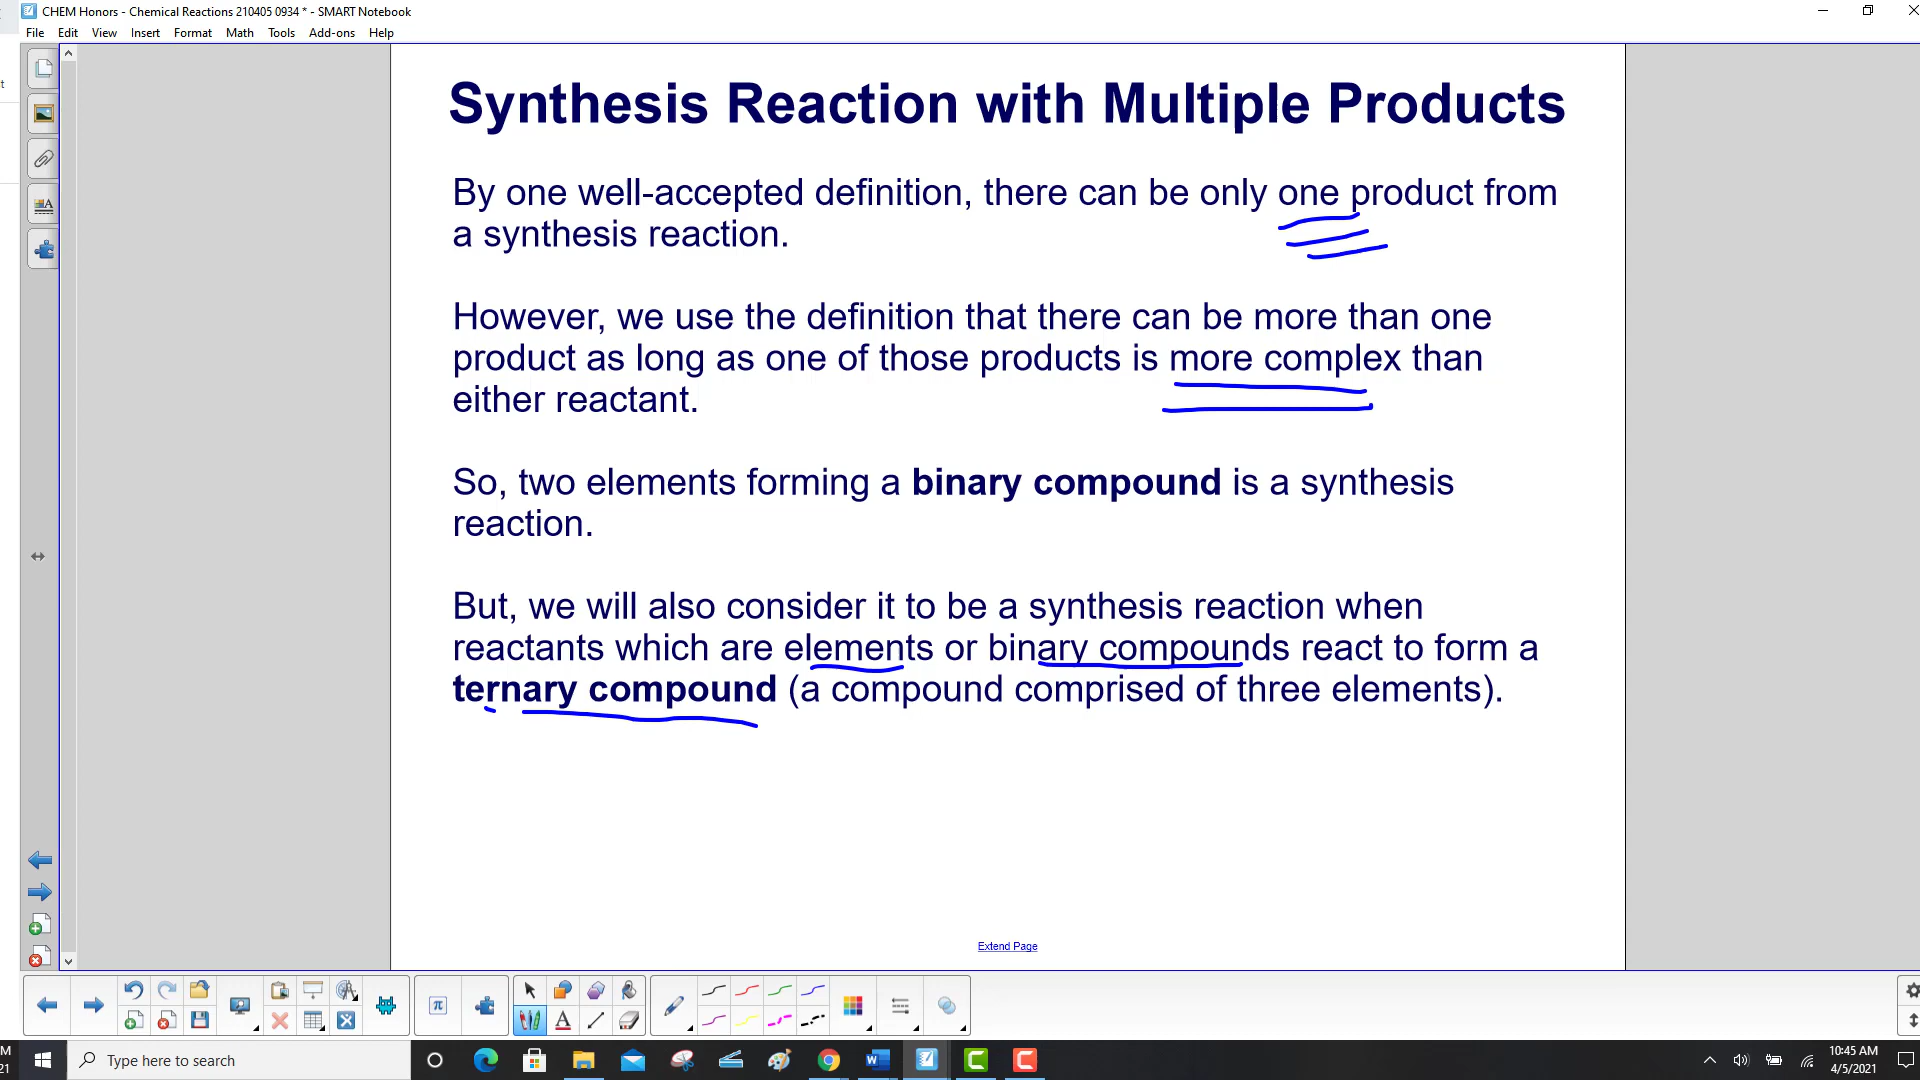 CHEM Honors - Chemical Reactions 210405 0934 * - SMART Notebook
File Edit View Insert Format Math Tools Add-ons Help
Synthesis Reaction with Multiple Products
By one well-accepted definition, there can be only one product from
a synthesis reaction.
However, we use the definition that there can be more than one
product as long as one of those products is more complex than
either reactant.
So, two elements forming a binary compound is a synthesis
reaction.
But, we will also consider it to be a synthesis reaction when
reactants which are elements or binary compounds react to form a
ternary compound (a compound comprised of three elements).
Extend Page
Type here to search
10:45 AM
4/5/2021